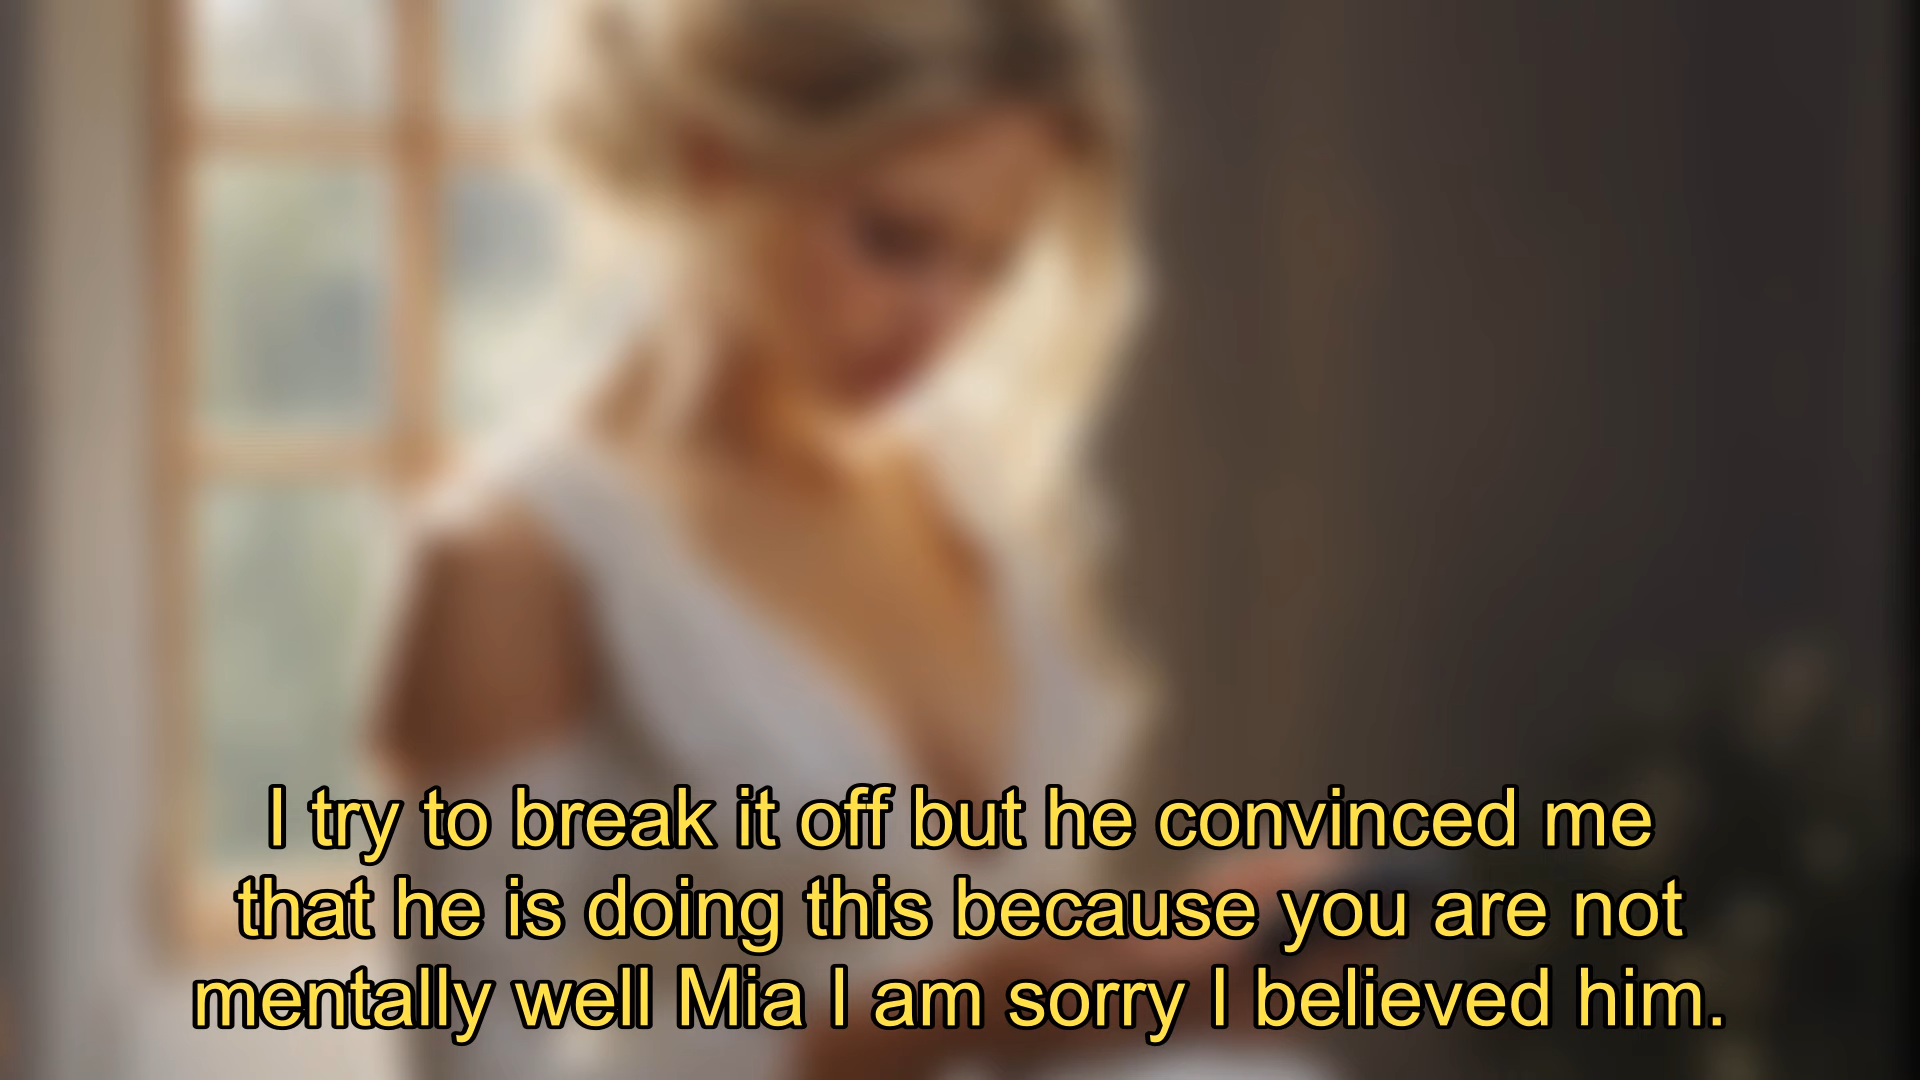 I try to break it off but he convinced me
that he is doing this because you are not
mentally well Mia I am sorry I believed him.